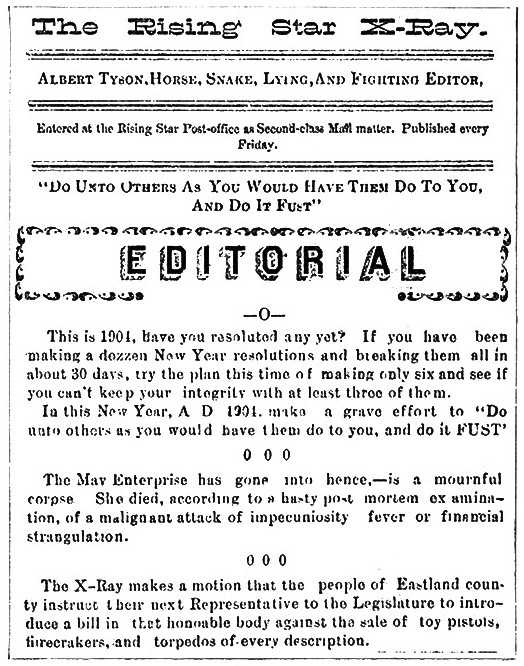 The Rising Star X-Ray.
ALBERT TYSON, HORSE, SNAKE, LYING, AND FIGHTING EDITOR,
Entered at the Rising Star Post-office as Second-class Mail matter. Published every
Friday.
"DO UNTO OTHERS AS YOU WOULD HAVE THEM DO TO YOU,
AND DO IT FUST"
EDITORIAL
—O—
This is 1904, have you resoluted any yet? If you have been
making a dozzen New Year resolutions and breaking them all in
about 30 days, try the plan this time of making only six and see if
you can't keep your integrity with at least three of them.
In this New Year, A D 1904. make a grave effort to "Do
unto others as you would have them do to you, and do it FUST'
0 0 0
The May Enterprise has gone into hence,—is a mournful
corpse She died, according to a hasty post mortem examina-
tion, of a malignant attack of impecuniosity fever or financial
strangulation.
0 0 0
The X-Ray makes a motion that the people of Eastland coun-
ty instruct their next Representative to the Legislature to intro-
duce a bill in that honoable body against the sale of toy pistols,
firecrakers, and torpedos of every description.